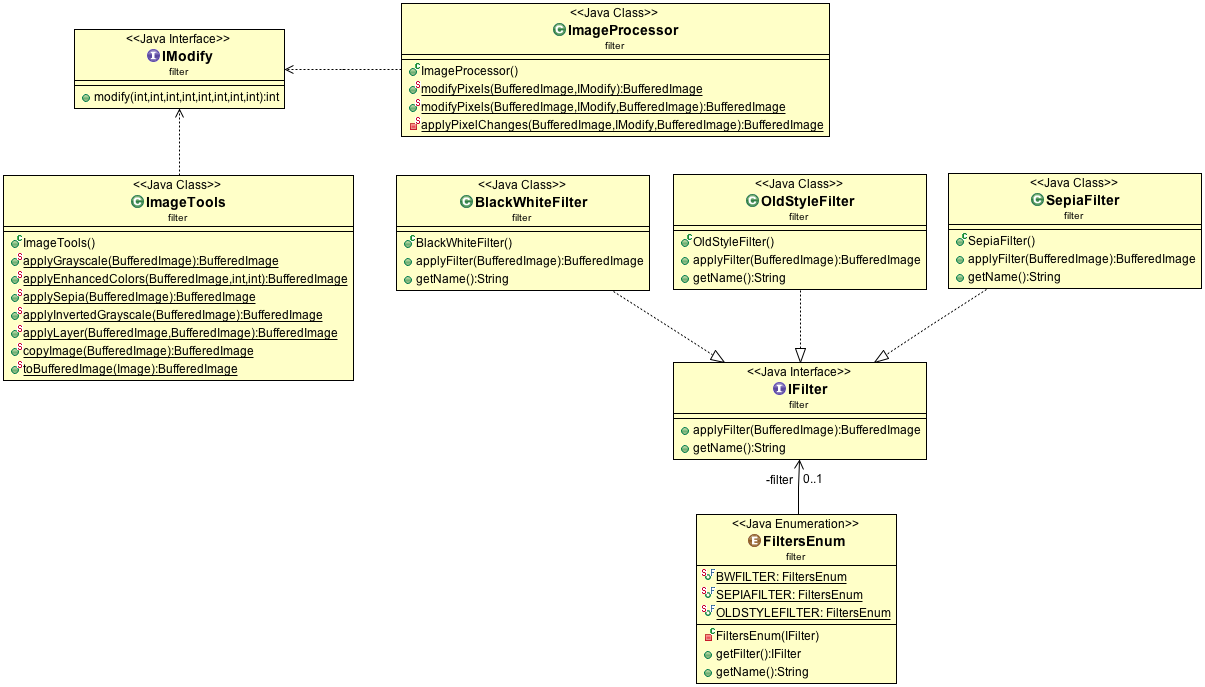 <<Java Interface>>
IModify
filter
modify(int,int,int,int,int,int,int,int):int
<<Java Class>>
ImageProcessor
filter
ImageProcessor()
modifyPixels(BufferedImage,IModify):BufferedImage
modifyPixels(BufferedImage,IModify,BufferedImage):BufferedImage
applyPixelChanges(BufferedImage,IModify,BufferedImage):BufferedImage
<<Java Class>>
ImageTools
filter
ImageTools()
applyGrayscale(BufferedImage):BufferedImage
applyEnhancedColors(BufferedImage,int,int):BufferedImage
applySepia(BufferedImage):BufferedImage
applyInvertedGrayscale(BufferedImage):BufferedImage
applyLayer(BufferedImage,BufferedImage):BufferedImage
copyImage(BufferedImage):BufferedImage
toBufferedImage(Image):BufferedImage
<<Java Class>>
BlackWhiteFilter
filter
BlackWhiteFilter()
applyFilter(BufferedImage):BufferedImage
getName():String
<<Java Class>>
OldStyleFilter
filter
OldStyleFilter()
applyFilter(BufferedImage):BufferedImage
getName():String
<<Java Class>>
SepiaFilter
filter
SepiaFilter()
applyFilter(BufferedImage):BufferedImage
getName():String
<<Java Interface>>
IFilter
filter
applyFilter(BufferedImage):BufferedImage
getName():String
-filter 0..1
<<Java Enumeration>>
FiltersEnum
filter
BWFILTER: FiltersEnum
SEPIAFILTER: FiltersEnum
OLDSTYLEFILTER: FiltersEnum
FiltersEnum(IFilter)
getFilter():IFilter
getName():String